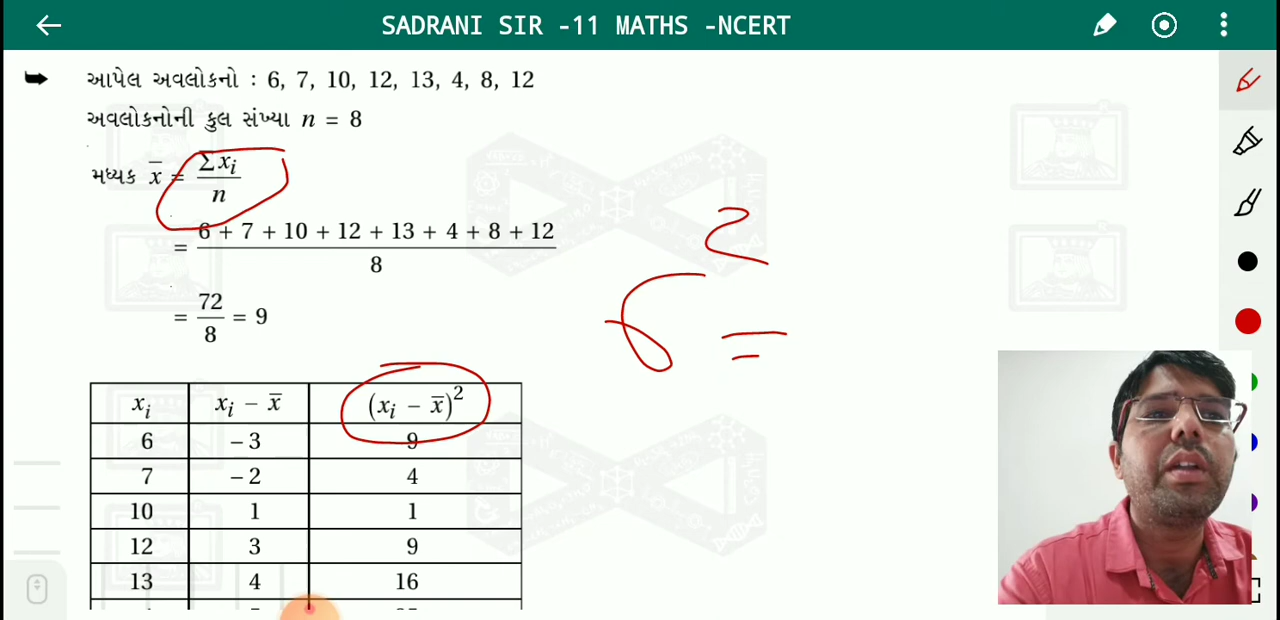 SADRANI SIR -11 MATHS -NCERT
આપેલ અવલોકનો : 6, 7, 10, 12, 13, 4, 8, 12
અવલોકનોની કુલ સંખ્યા n = 8
મધ્યક x̅ = Σxᵢ / n
= 6 + 7 + 10 + 12 + 13 + 4 + 8 + 12 / 8
= 72 / 8 = 9
σ² =
xᵢ xᵢ − x̅ (xᵢ − x̅)²
6 − 3 9
7 − 2 4
10 1 1
12 3 9
13 4 16